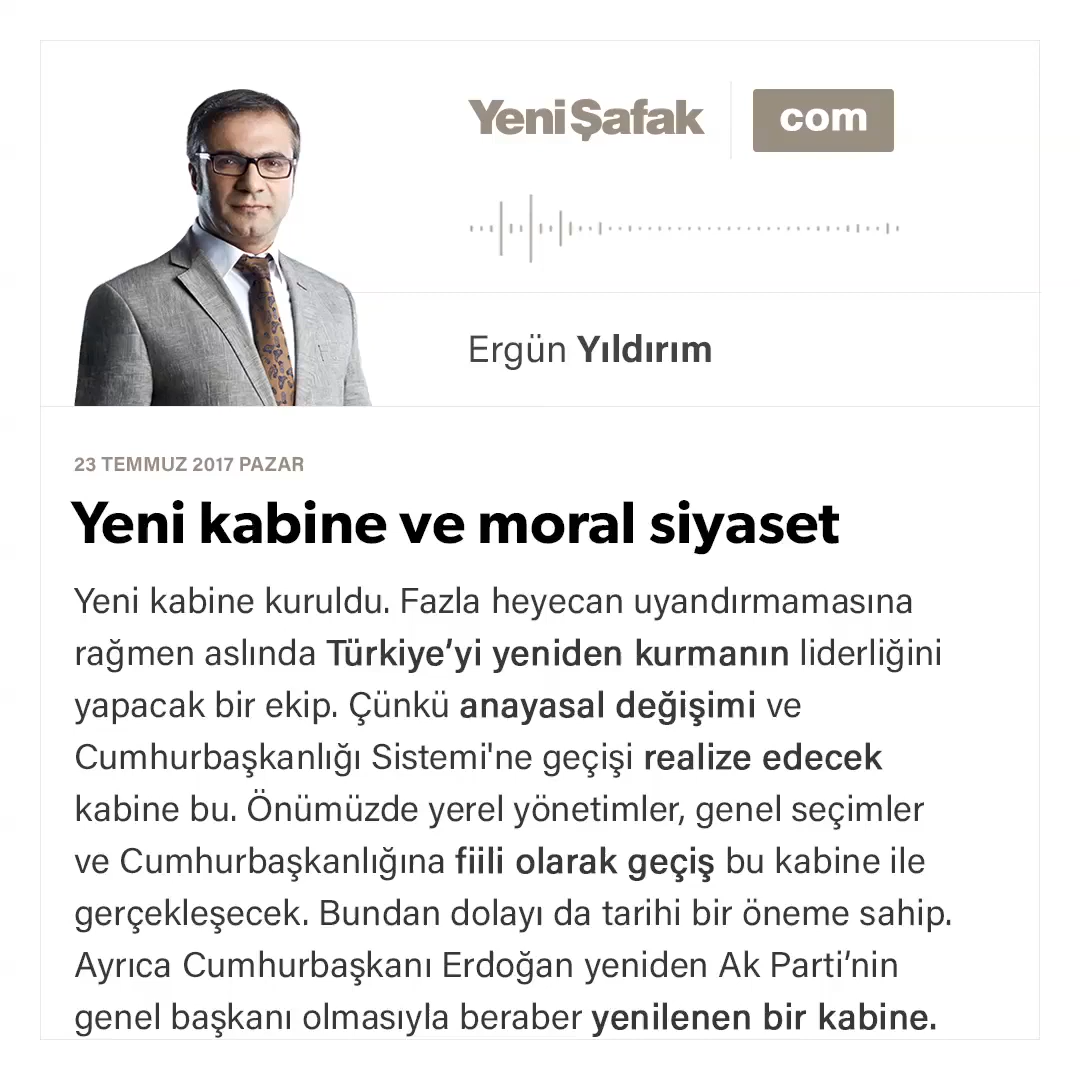 YeniŞafak
com
Ergün Yıldırım
23 TEMMUZ 2017 PAZAR
Yeni kabine ve moral siyaset
Yeni kabine kuruldu. Fazla heyecan uyandırmamasına
rağmen aslında Türkiye’yi yeniden kurmanın liderliğini
yapacak bir ekip. Çünkü anayasal değişimi ve
Cumhurbaşkanlığı Sistemi'ne geçişi realize edecek
kabine bu. Önümüzde yerel yönetimler, genel seçimler
ve Cumhurbaşkanlığına fiili olarak geçiş bu kabine ile
gerçekleşecek. Bundan dolayı da tarihi bir öneme sahip.
Ayrıca Cumhurbaşkanı Erdoğan yeniden Ak Parti’nin
genel başkanı olmasıyla beraber yenilenen bir kabine.